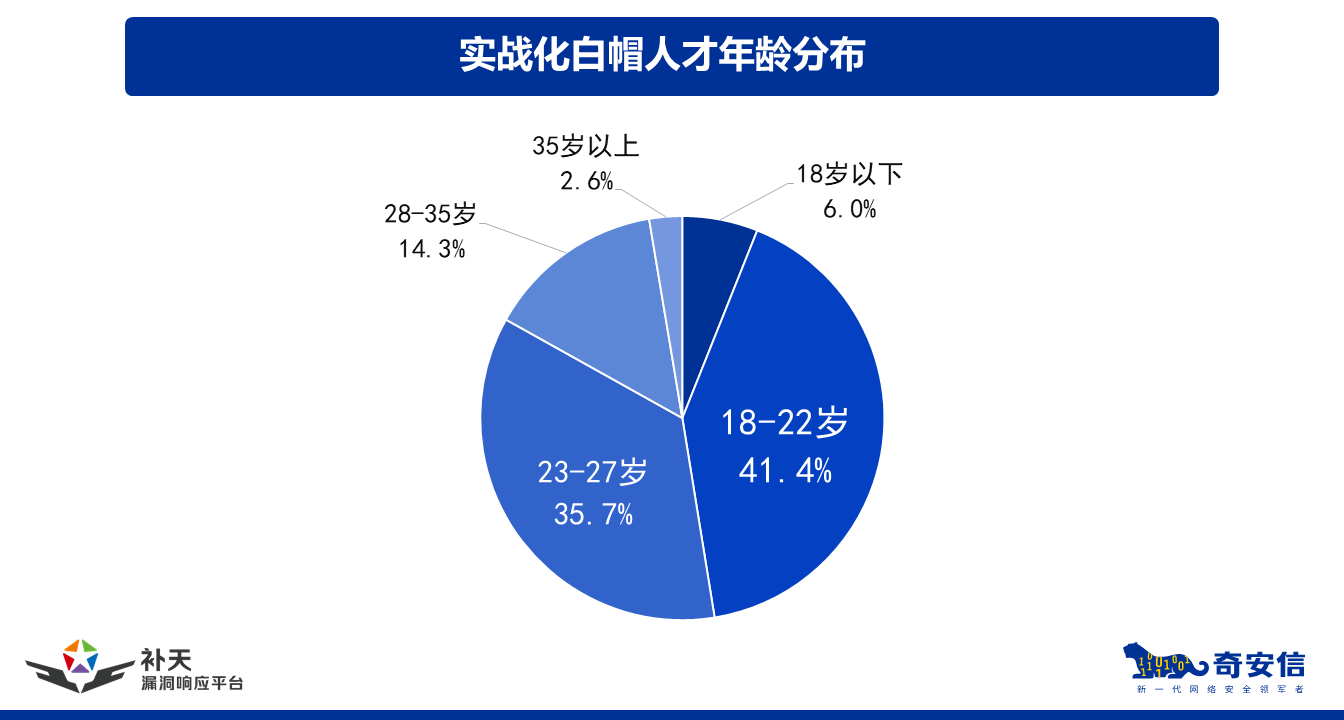 实战化白帽人才年龄分布
35岁以上
2.6%
18岁以下
6.0%
28-35岁
14.3%
18-22岁
41.4%
23-27岁
35.7%
补天
漏洞响应平台
奇安信
新一代网络安全领军者